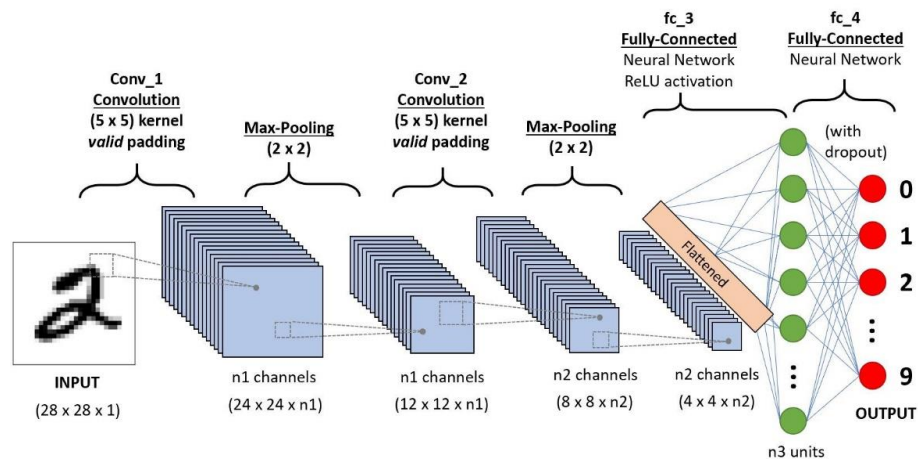 fc_3
Fully-Connected
Neural Network
ReLU activation
fc_4
Fully-Connected
Neural Network
Conv_1
Convolution
(5 x 5) kernel
valid padding
Max-Pooling
(2 x 2)
Conv_2
Convolution
(5 x 5) kernel
valid padding
Max-Pooling
(2 x 2)
(with
dropout)
0
1
2
9
Flattened
INPUT
(28 x 28 x 1)
n1 channels
(24 x 24 x n1)
n1 channels
(12 x 12 x n1)
n2 channels
(8 x 8 x n2)
n2 channels
(4 x 4 x n2)
OUTPUT
n3 units